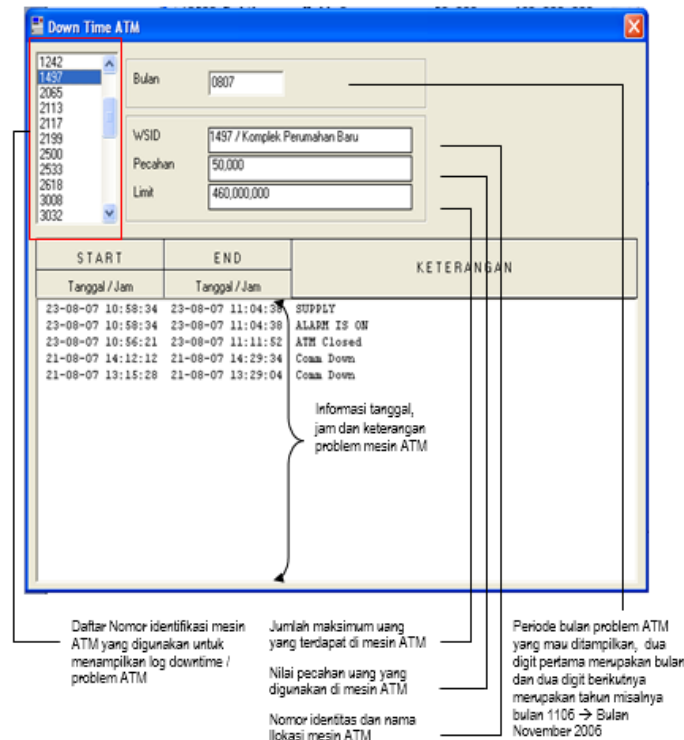 Down Time ATM
1242
1497
2065
2113
2117
2199
2500
2533
2618
3008
3032
Bulan 0807
WSID 1497 / Komplek Perumahan Baru
Pecahan 50,000
Limit 460,000,000
START END KETERANGAN
Tanggal / Jam Tanggal / Jam
23-08-07 10:58:34 23-08-07 11:04:38 SUPPLY
23-08-07 10:58:34 23-08-07 11:04:38 ALARM IS ON
23-08-07 10:56:21 23-08-07 11:11:52 ATM Closed
21-08-07 14:12:12 21-08-07 14:29:34 Comm Down
21-08-07 13:15:28 21-08-07 13:29:04 Comm Down
Informasi tanggal,
jam dan keterangan
problem mesin ATM
Daftar Nomor identifikasi mesin
ATM yang digunakan untuk
menampilkan log downtime /
problem ATM
Jumlah maksimum uang
yang terdapat di mesin ATM
Nilai pecahan uang yang
digunakan di mesin ATM
Nomor identitas dan nama
llokasi mesin ATM
Periode bulan problem ATM
yang mau ditampilkan, dua
digit pertama merupakan bulan
dan dua digit berikutnya
merupakan tahun misalnya
bulan 1106 → Bulan
November 2006